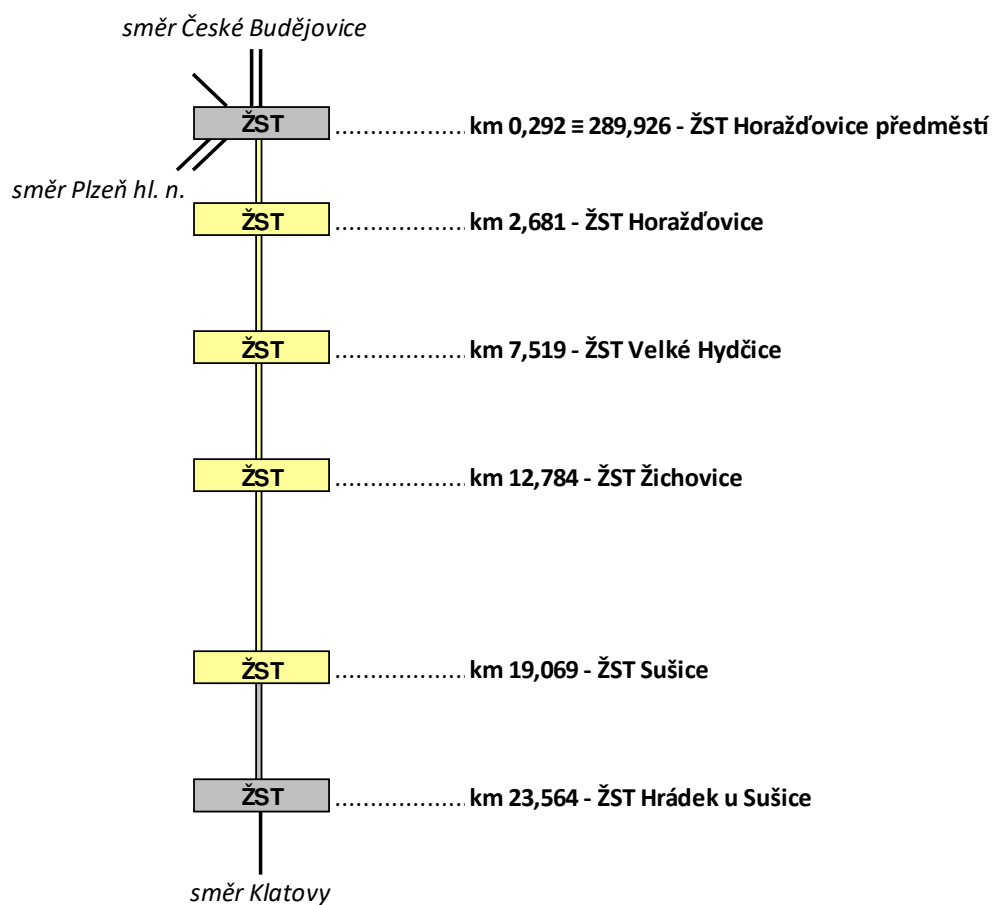 směr České Budějovice
ŽST ........................ km 0,292 ≡ 289,926 - ŽST Horažďovice předměstí
směr Plzeň hl. n.
ŽST ........................ km 2,681 - ŽST Horažďovice
ŽST ........................ km 7,519 - ŽST Velké Hydčice
ŽST ........................ km 12,784 - ŽST Žichovice
ŽST ........................ km 19,069 - ŽST Sušice
ŽST ........................ km 23,564 - ŽST Hrádek u Sušice
směr Klatovy